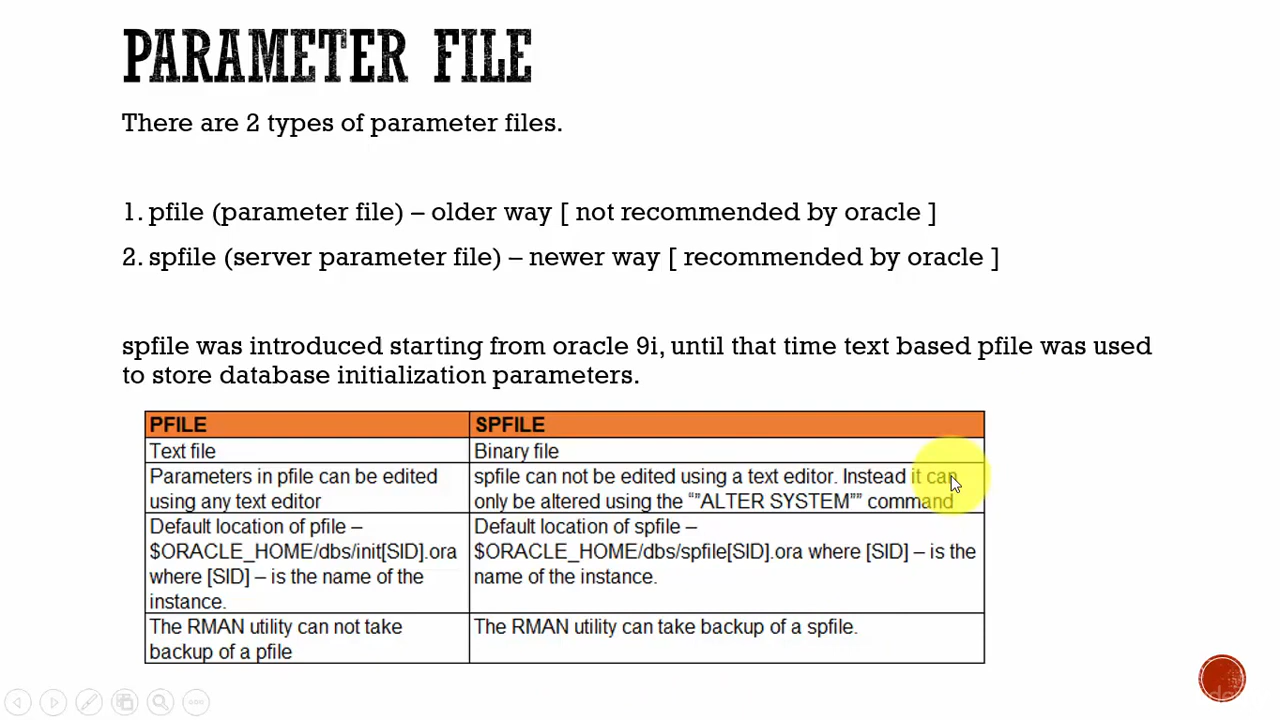 PARAMETER FILE
There are 2 types of parameter files.
1. pfile (parameter file) – older way [ not recommended by oracle ]
2. spfile (server parameter file) – newer way [ recommended by oracle ]
spfile was introduced starting from oracle 9i, until that time text based pfile was used
to store database initialization parameters.
PFILE
SPFILE
Text file
Binary file
Parameters in pfile can be edited
using any text editor
spfile can not be edited using a text editor. Instead it can
only be altered using the “”ALTER SYSTEM”” command
Default location of pfile –
$ORACLE_HOME/dbs/init[SID].ora
where [SID] – is the name of the
instance.
Default location of spfile –
$ORACLE_HOME/dbs/spfile[SID].ora where [SID] – is the
name of the instance.
The RMAN utility can not take
backup of a pfile
The RMAN utility can take backup of a spfile.